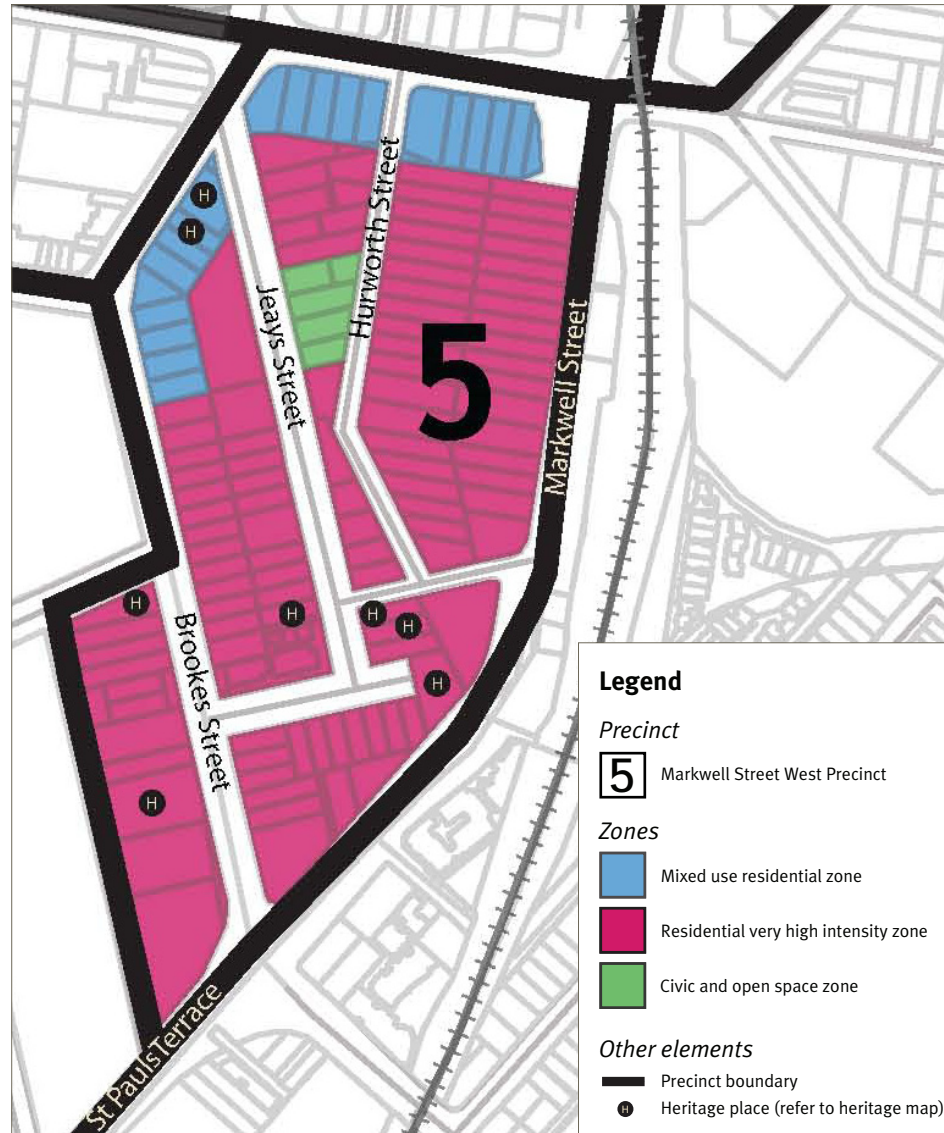 H
H
Hurworth Street
Jeays Street
5
Markwell Street
H
H
H
H
H
Brookes Street
H
St Pauls Terrace
Legend
Precinct
5 Markwell Street West Precinct
Zones
Mixed use residential zone
Residential very high intensity zone
Civic and open space zone
Other elements
Precinct boundary
H Heritage place (refer to heritage map)